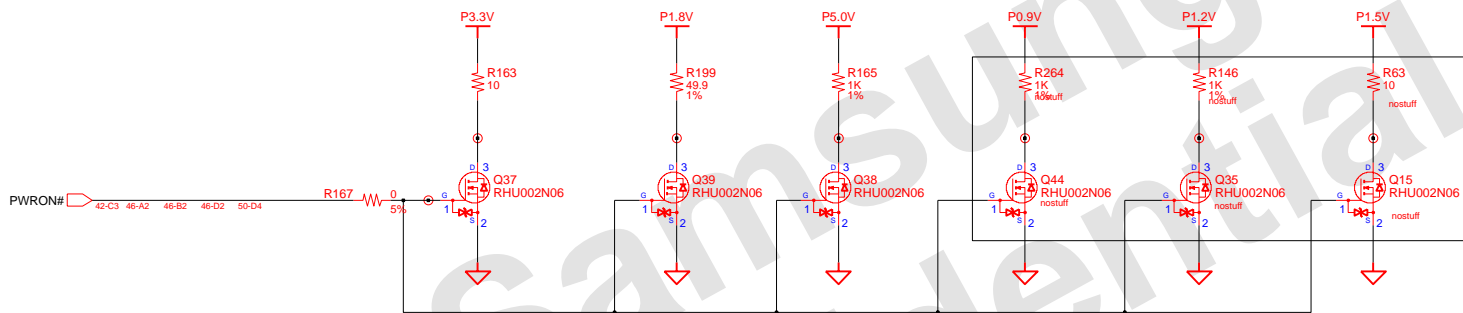 P3.3V P1.8V P5.0V P0.9V P1.2V P1.5V
R163 R199 R165 R264 R146 R63
10 49.9 1K 1K 1K 10
1% 1% 1% 1%
nostuff nostuff nostuff
D 3 D 3 D 3 D 3 D 3 D 3
Q37 Q39 Q38 Q44 Q35 Q15
RHU002N06 RHU002N06 RHU002N06 RHU002N06 RHU002N06 RHU002N06
nostuff nostuff nostuff
PWRON# 42-C3 46-A2 46-B2 46-D2 50-D4
R167 0
5%
G G G G G G
1 1 1 1 1 1
S 2 S 2 S 2 S 2 S 2 S 2
Samsung